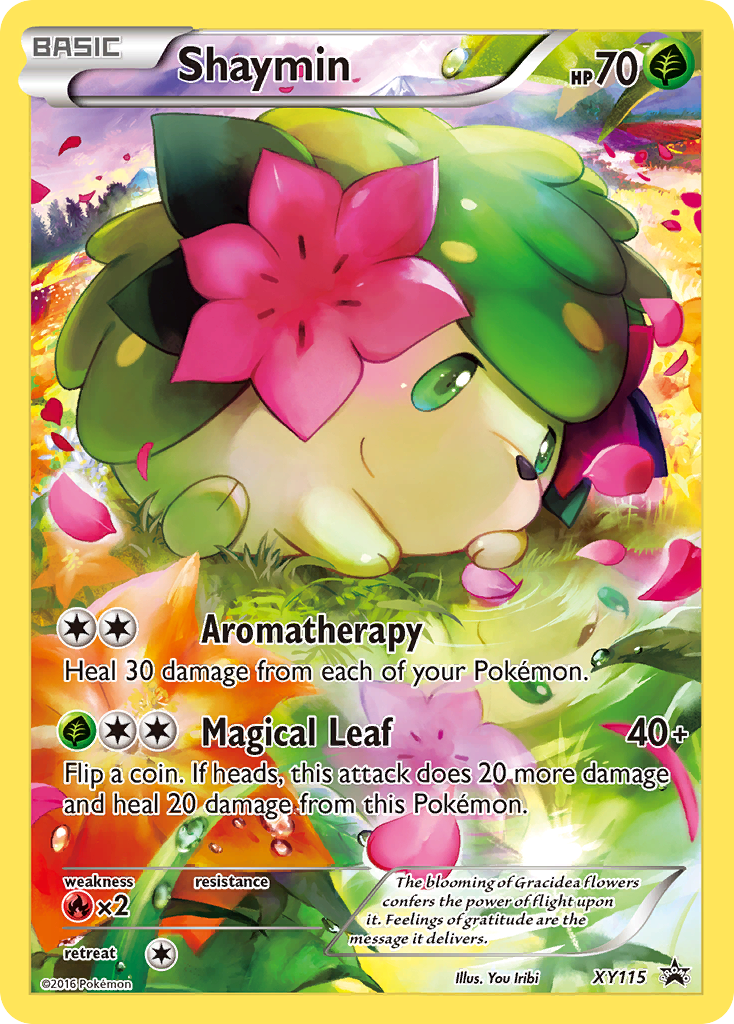 BASIC
Shaymin
HP70
Aromatherapy
Heal 30 damage from each of your Pokémon.
Magical Leaf 40+
Flip a coin. If heads, this attack does 20 more damage
and heal 20 damage from this Pokémon.
weakness resistance
×2
retreat
The blooming of Gracidea flowers
confers the power of flight upon
it. Feelings of gratitude are the
message it delivers.
Illus. You Iribi XY115 PROMO
©2016 Pokémon